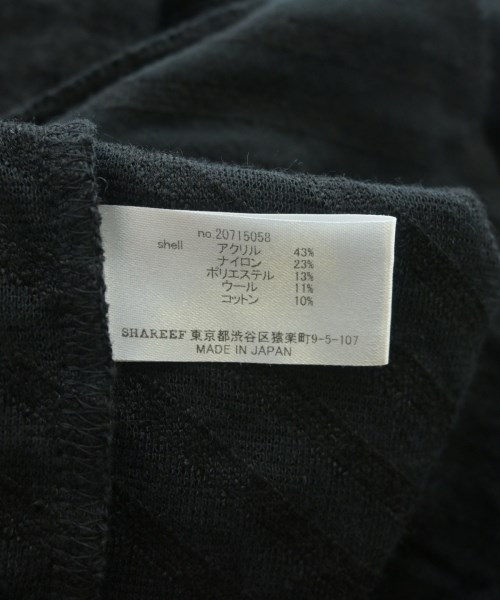 no.20715058
shell アクリル 43%
ナイロン 23%
ポリエステル 13%
ウール 11%
コットン 10%
SHAREEF 東京都渋谷区猿楽町9-5-107
MADE IN JAPAN